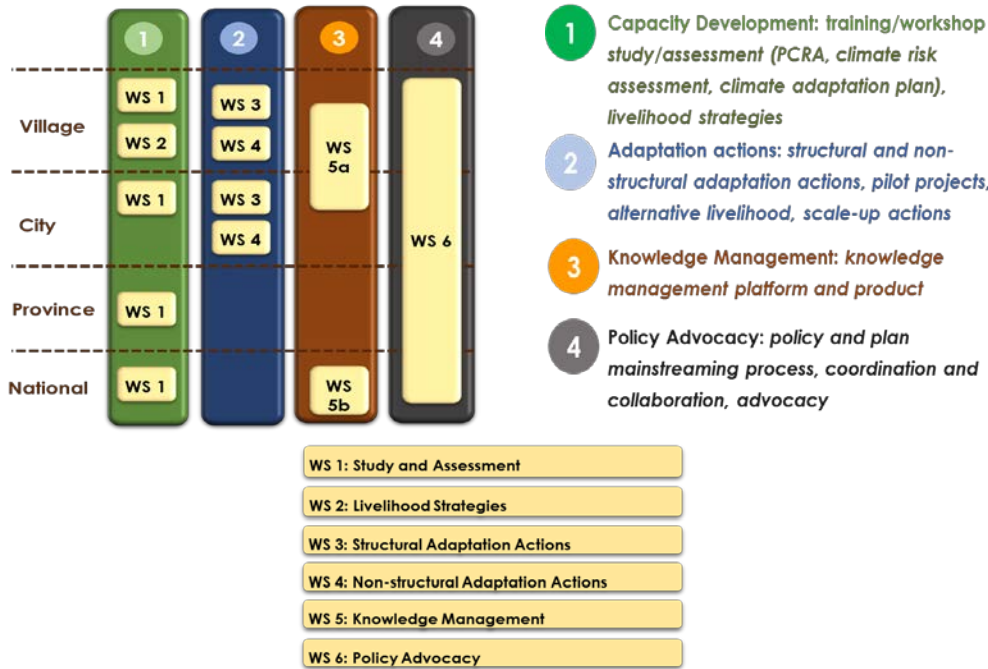 1
2
3
4
Village
City
Province
National
WS 1
WS 2
WS 1
WS 1
WS 1
WS 3
WS 4
WS 3
WS 4
WS
5a
WS
5b
WS 6
1
Capacity Development: training/workshop
study/assessment (PCRA, climate risk
assessment, climate adaptation plan),
livelihood strategies
2
Adaptation actions: structural and non-
structural adaptation actions, pilot projects,
alternative livelihood, scale-up actions
3
Knowledge Management: knowledge
management platform and product
4
Policy Advocacy: policy and plan
mainstreaming process, coordination and
collaboration, advocacy
WS 1: Study and Assessment
WS 2: Livelihood Strategies
WS 3: Structural Adaptation Actions
WS 4: Non-structural Adaptation Actions
WS 5: Knowledge Management
WS 6: Policy Advocacy